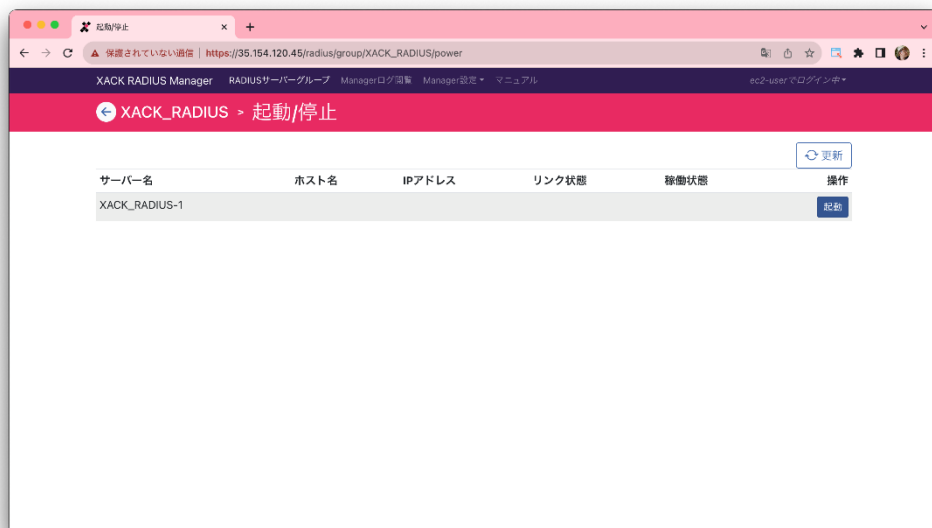 起動/停止
保護されていない通信 | https://35.154.120.45/radius/group/XACK_RADIUS/power
XACK RADIUS Manager RADIUSサーバーグループ Managerログ閲覧 Manager設定 マニュアル ec2-userでログイン中
XACK_RADIUS > 起動/停止
更新
サーバー名 ホスト名 IPアドレス リンク状態 稼働状態 操作
XACK_RADIUS-1 起動